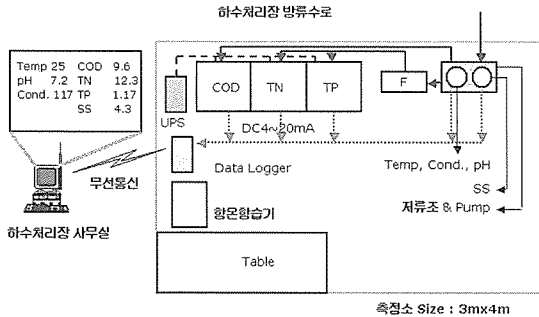 하수처리장 방류수로
Temp 25 COD 9.6
pH 7.2 TN 12.3
Cond. 117 TP 1.17
SS 4.3
COD TN TP
F
UPS
DC4~20mA
Data Logger
Temp, Cond., pH
SS
저류조 & Pump
무선통신
항온항습기
하수처리장 사무실
Table
측정소 Size : 3mx4m